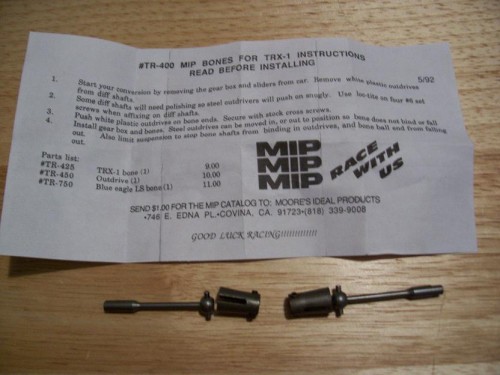 #TR-400 MIP BONES FOR TRX-1 INSTRUCTIONS
READ BEFORE INSTALLING
5/92
1. Start your conversion by removing the gear box and sliders from car. Remove white plastic outdrives
from diff shafts.
2. Some diff shafts will need polishing as steel outdrivers will push on snugly. Use loc-tite on four #6 set
screws when affixing on diff shafts.
3. Push white plastic outdrives on bone ends. Secure with stock cross screws.
4. Install gear box and bones. Steel outdrives can be moved in, or out to position so bone does not bind or fall
out. Also limit suspension to stop bone shafts from binding in outdrives, and bone ball end from falling
out.
Parts list:
#TR-425 TRX-1 bone (1) 9.00
#TR-450 Outdrive (1) 10.00
#TR-750 Blue eagle LS bone (1) 11.00
MIP
MIP
MIP
RACE WITH US
SEND $1.00 FOR THE MIP CATALOG TO: MOORE'S IDEAL PRODUCTS
•746 E. EDNA PL.•COVINA, CA. 91723•(818) 339-9008
GOOD LUCK RACING!!!!!!!!!!!!!